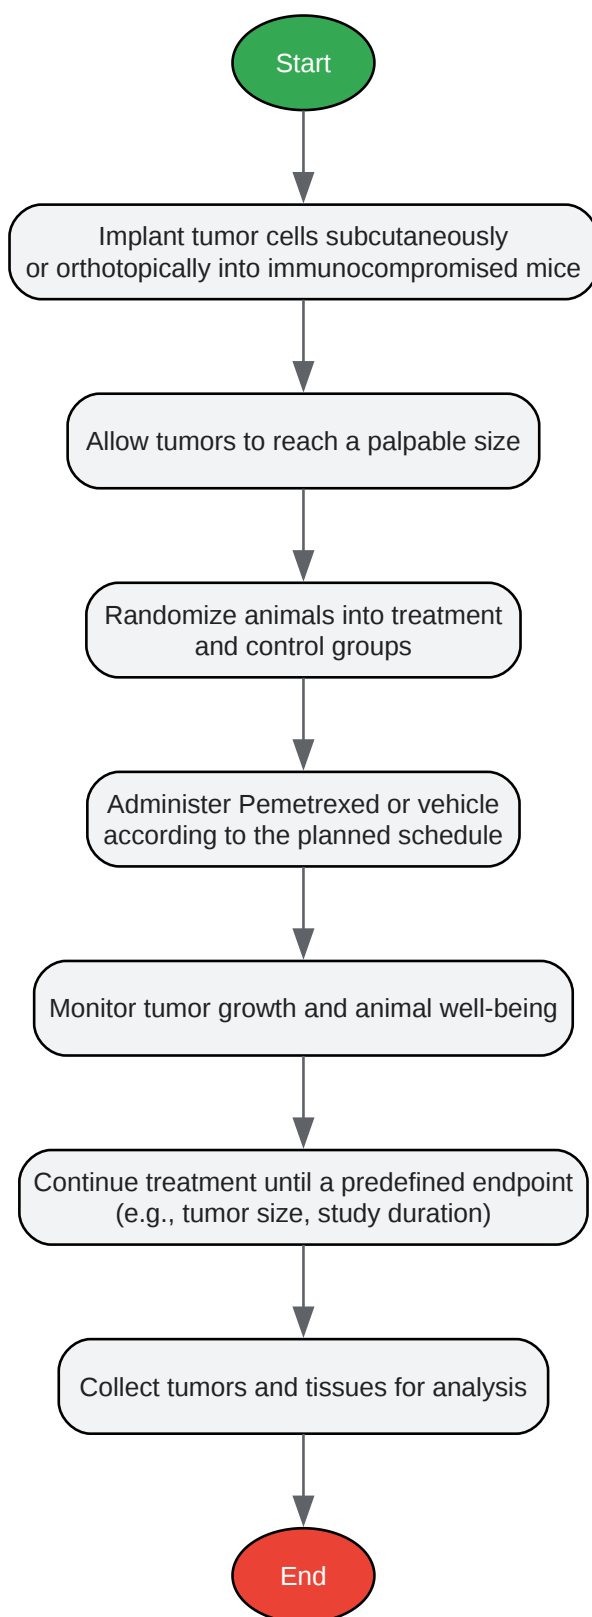 Start
Implant tumor cells subcutaneously
or orthotopically into immunocompromised mice
Allow tumors to reach a palpable size
Randomize animals into treatment
and control groups
Administer Pemetrexed or vehicle
according to the planned schedule
Monitor tumor growth and animal well-being
Continue treatment until a predefined endpoint
(e.g., tumor size, study duration)
Collect tumors and tissues for analysis
End